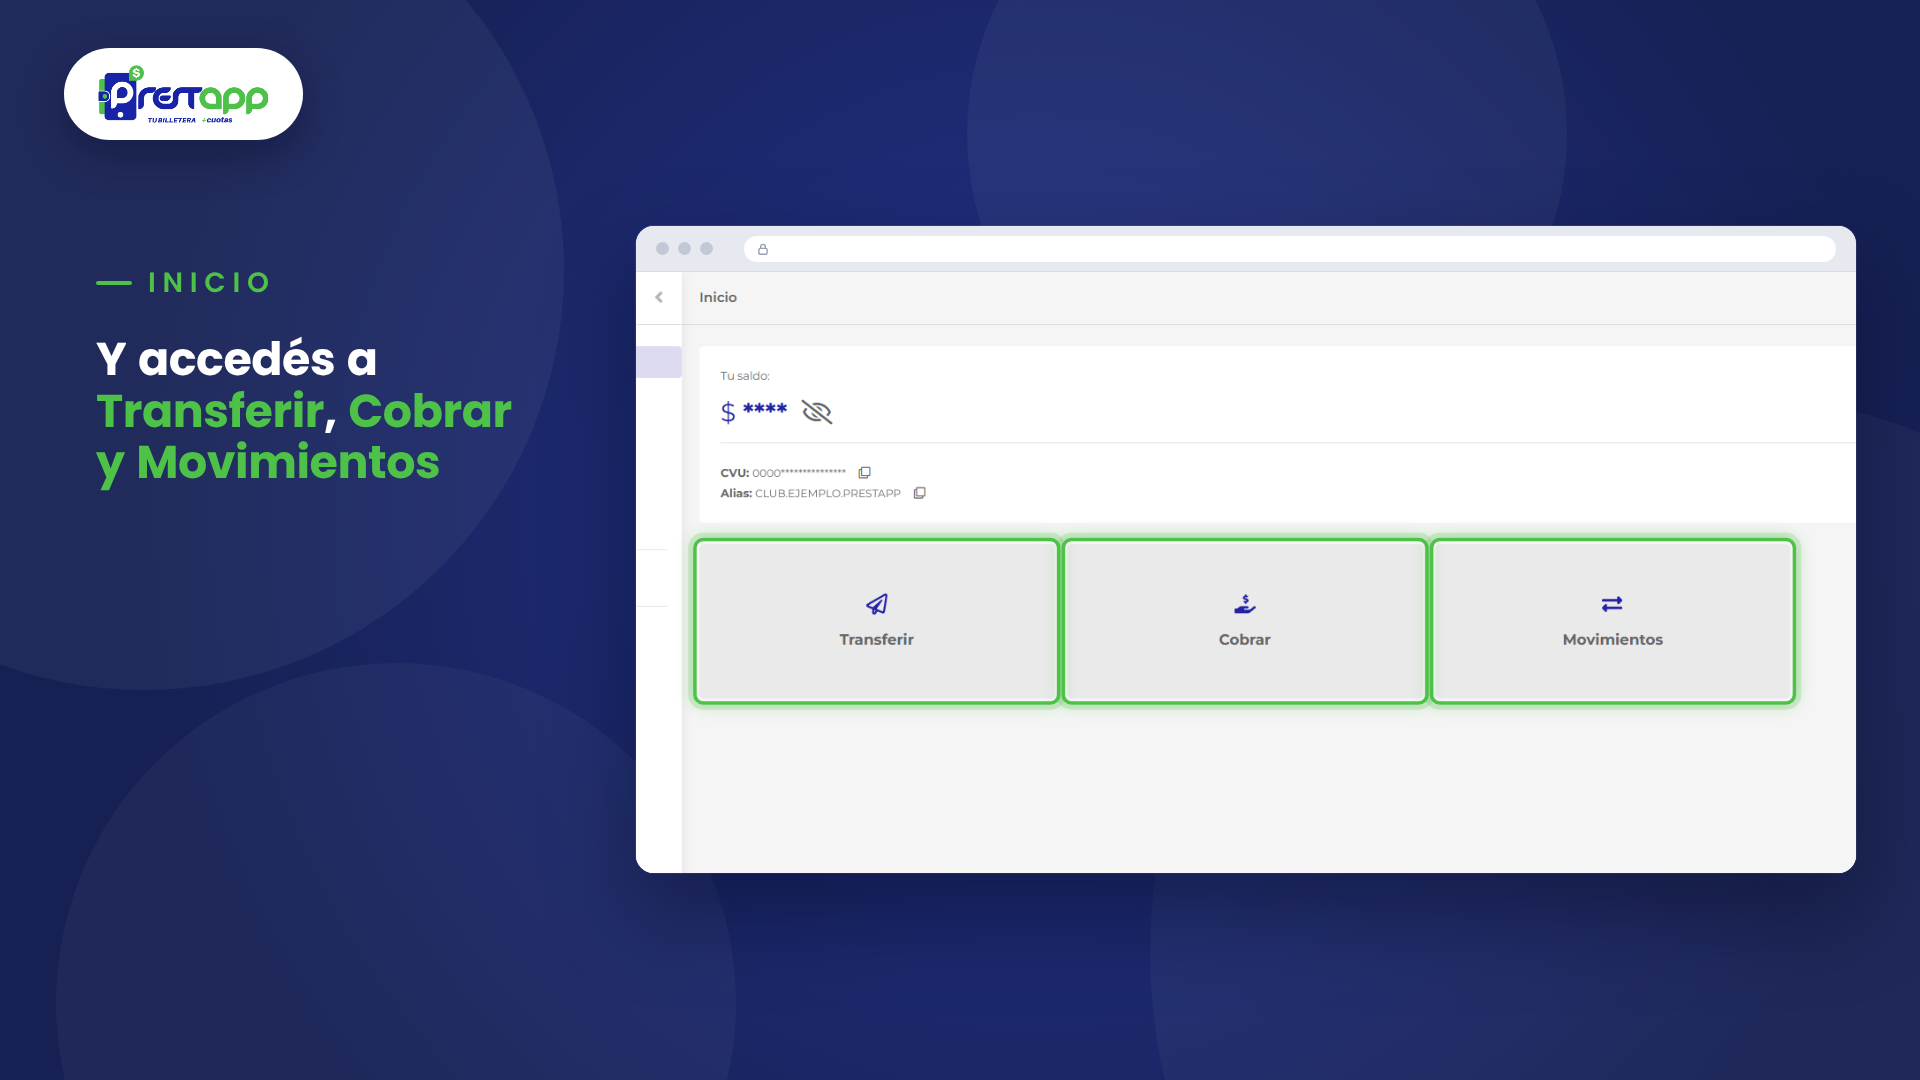 Prestapp
TU BILLETERA +cuotas
INICIO
Y accedés a
Transferir, Cobrar
y Movimientos
Inicio
Tu saldo:
$ ****
CVU: 0000***************
Alias: CLUB.EJEMPLO.PRESTAPP
Transferir
Cobrar
Movimientos